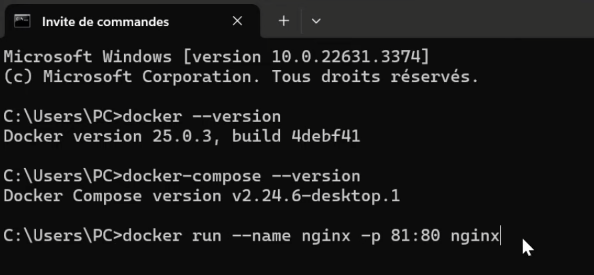 Invite de commandes
Microsoft Windows [version 10.0.22631.3374]
(c) Microsoft Corporation. Tous droits réservés.
C:\Users\PC>docker --version
Docker version 25.0.3, build 4debf41
C:\Users\PC>docker-compose --version
Docker Compose version v2.24.6-desktop.1
C:\Users\PC>docker run --name nginx -p 81:80 nginx